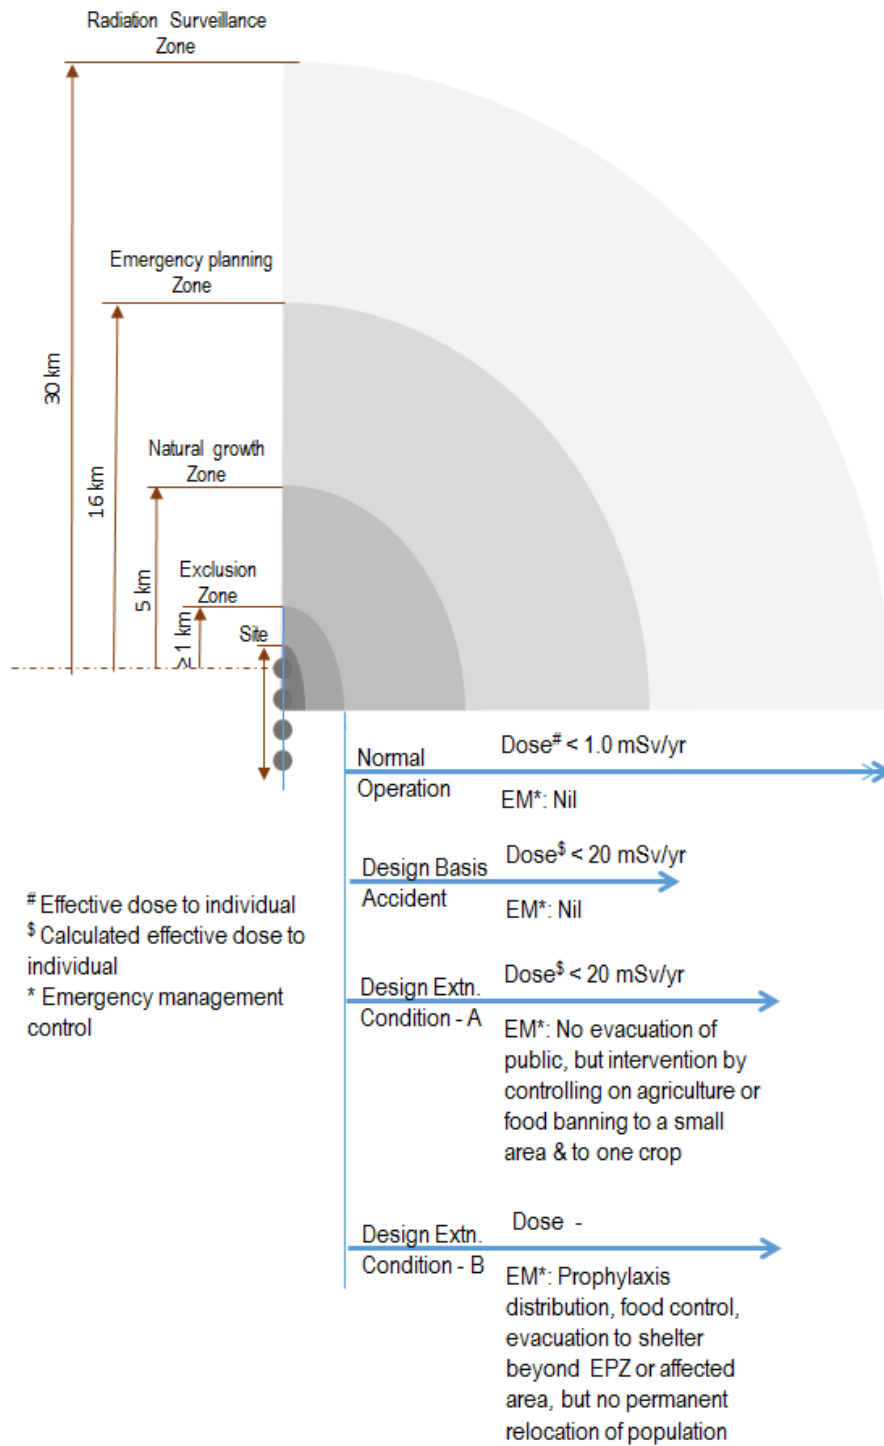 Radiation Surveillance
Zone
Emergency planning
Zone
30 km
16 km
Natural growth
Zone
5 km
Exclusion
Zone
≥1 km
Site
Normal
Operation
Dose# < 1.0 mSv/yr
EM*: Nil
Design Basis
Accident
Dose$ < 20 mSv/yr
EM*: Nil
# Effective dose to individual
$ Calculated effective dose to
individual
* Emergency management
control
Design Extn.
Condition - A
Dose$ < 20 mSv/yr
EM*: No evacuation of
public, but intervention by
controlling on agriculture or
food banning to a small
area & to one crop
Design Extn.
Condition - B
Dose -
EM*: Prophylaxis
distribution, food control,
evacuation to shelter
beyond EPZ or affected
area, but no permanent
relocation of population